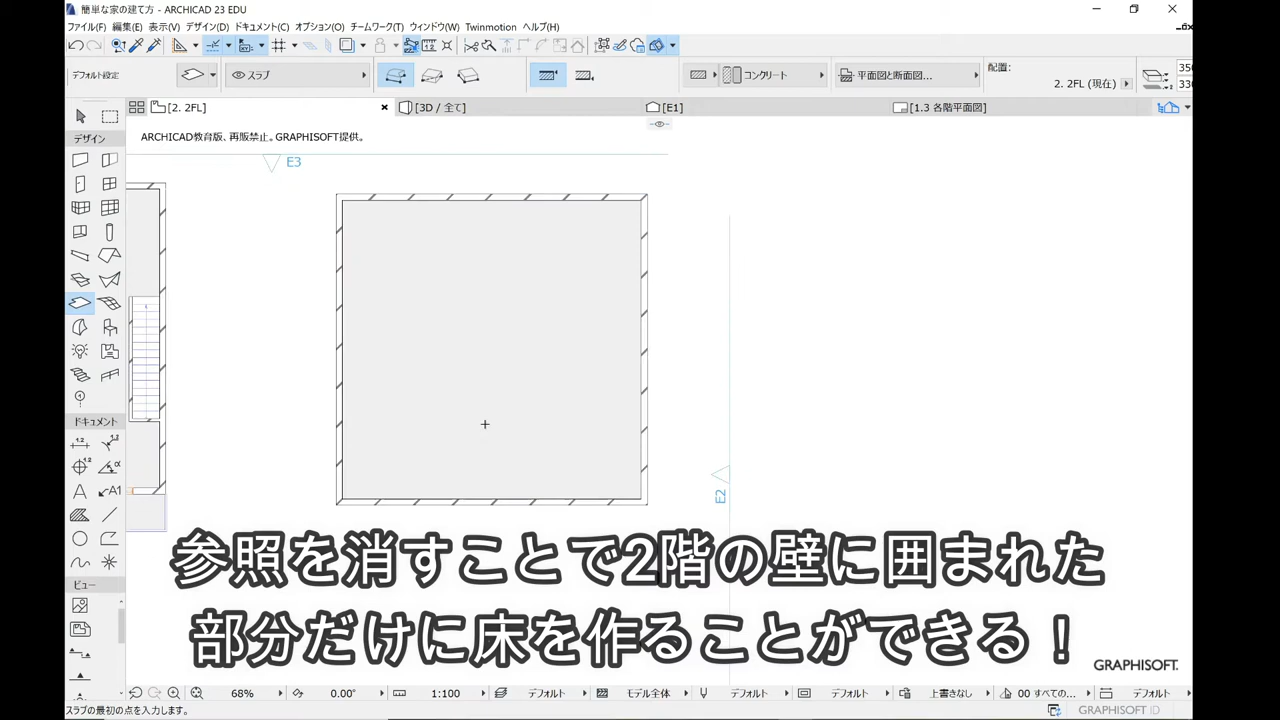 簡単な家の建て方 - ARCHICAD 23 EDU
ファイル(F) 編集(E) 表示(V) デザイン(D) ドキュメント(C) オプション(O) チームワーク(T) ウィンドウ(W) Twinmotion ヘルプ(H)
デフォルト設定
スラブ
コンクリート
平面図と断面図...
配置:
2. 2FL (現在)
[2. 2FL]
[3D / 全て]
[E1]
[1.3 各階平面図]
デザイン
ARCHICAD教育版、再販禁止。GRAPHISOFT提供。
E3
E2
ドキュメント
ビュー
参照を消すことで2階の壁に囲まれた
部分だけに床を作ることができる！
GRAPHISOFT.
68% 0.00° 1:100 デフォルト モデル全体 デフォルト デフォルト 上書きなし 00 すべての... デフォルト
スラブの最初の点を入力します。
GRAPHISOFT ID